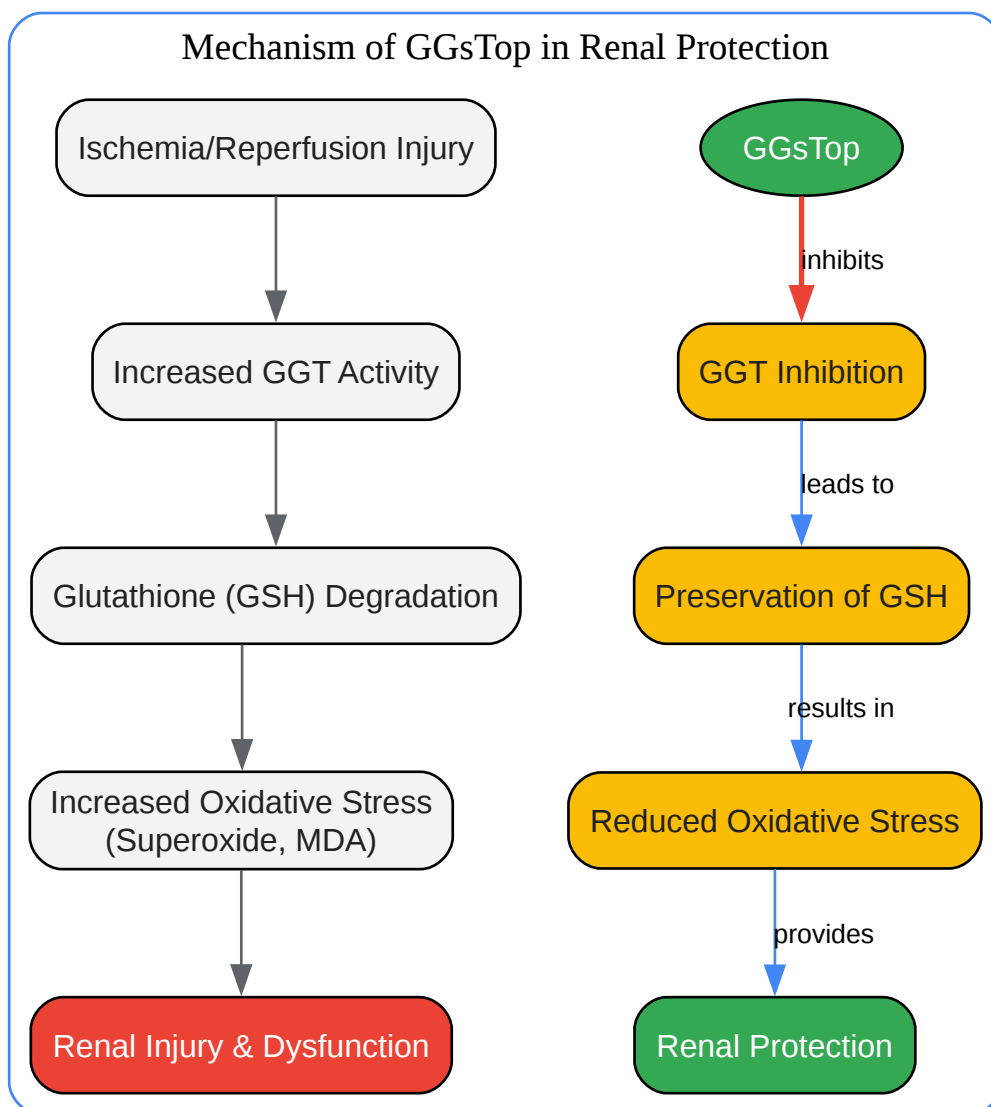 Mechanism of GGsTop in Renal Protection
Ischemia/Reperfusion Injury
GGsTop
inhibits
Increased GGT Activity
GGT Inhibition
leads to
Glutathione (GSH) Degradation
Preservation of GSH
results in
Increased Oxidative Stress
(Superoxide, MDA)
Reduced Oxidative Stress
provides
Renal Injury & Dysfunction
Renal Protection